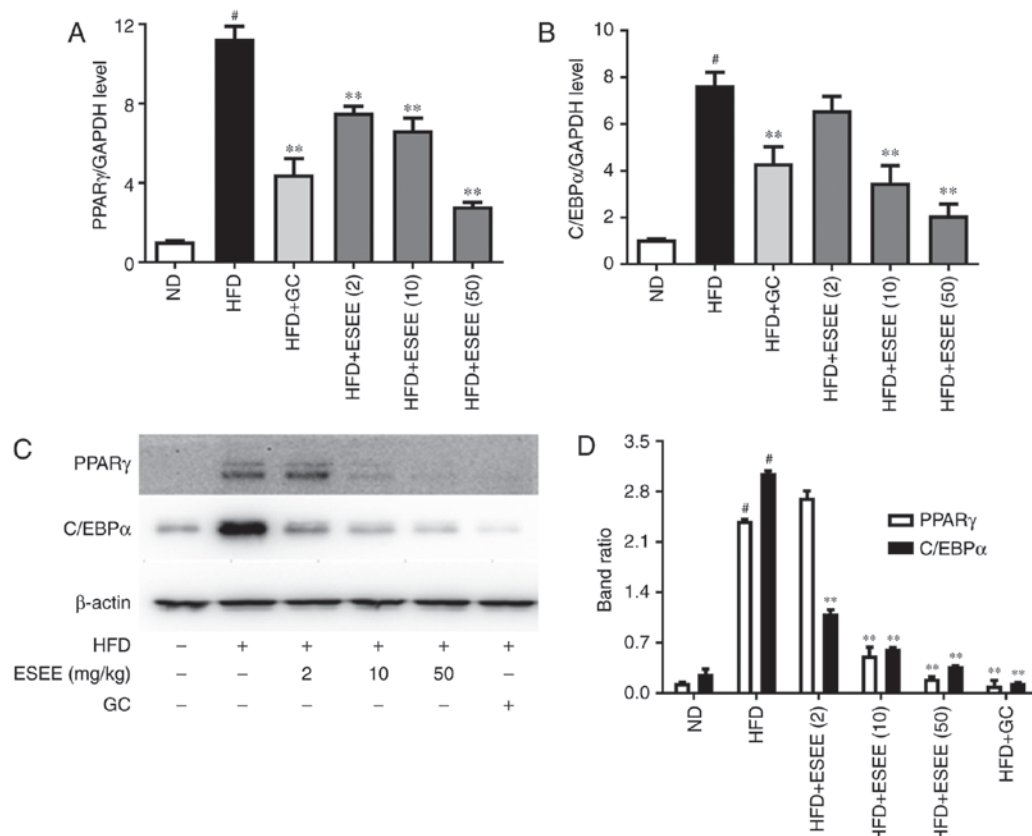 A
PPARγ/GAPDH level
12
8
4
0
#
**
**
**
**
ND
HFD
HFD+GC
HFD+ESEE (2)
HFD+ESEE (10)
HFD+ESEE (50)
B
C/EBPα/GAPDH level
10
8
6
4
2
0
#
**
**
**
ND
HFD
HFD+GC
HFD+ESEE (2)
HFD+ESEE (10)
HFD+ESEE (50)
C
PPARγ
C/EBPα
β-actin
HFD – + + + + +
ESEE (mg/kg) – – 2 10 50 –
GC – – – – – +
D
Band ratio
3.5
2.8
2.1
1.4
0.7
0.0
# #
**
** **
** **
** **
PPARγ
C/EBPα
ND
HFD
HFD+ESEE (2)
HFD+ESEE (10)
HFD+ESEE (50)
HFD+GC